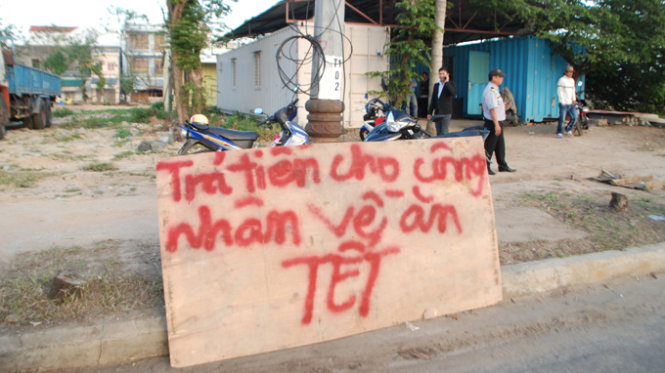 Trả tiền cho công
nhân về ăn
TẾT